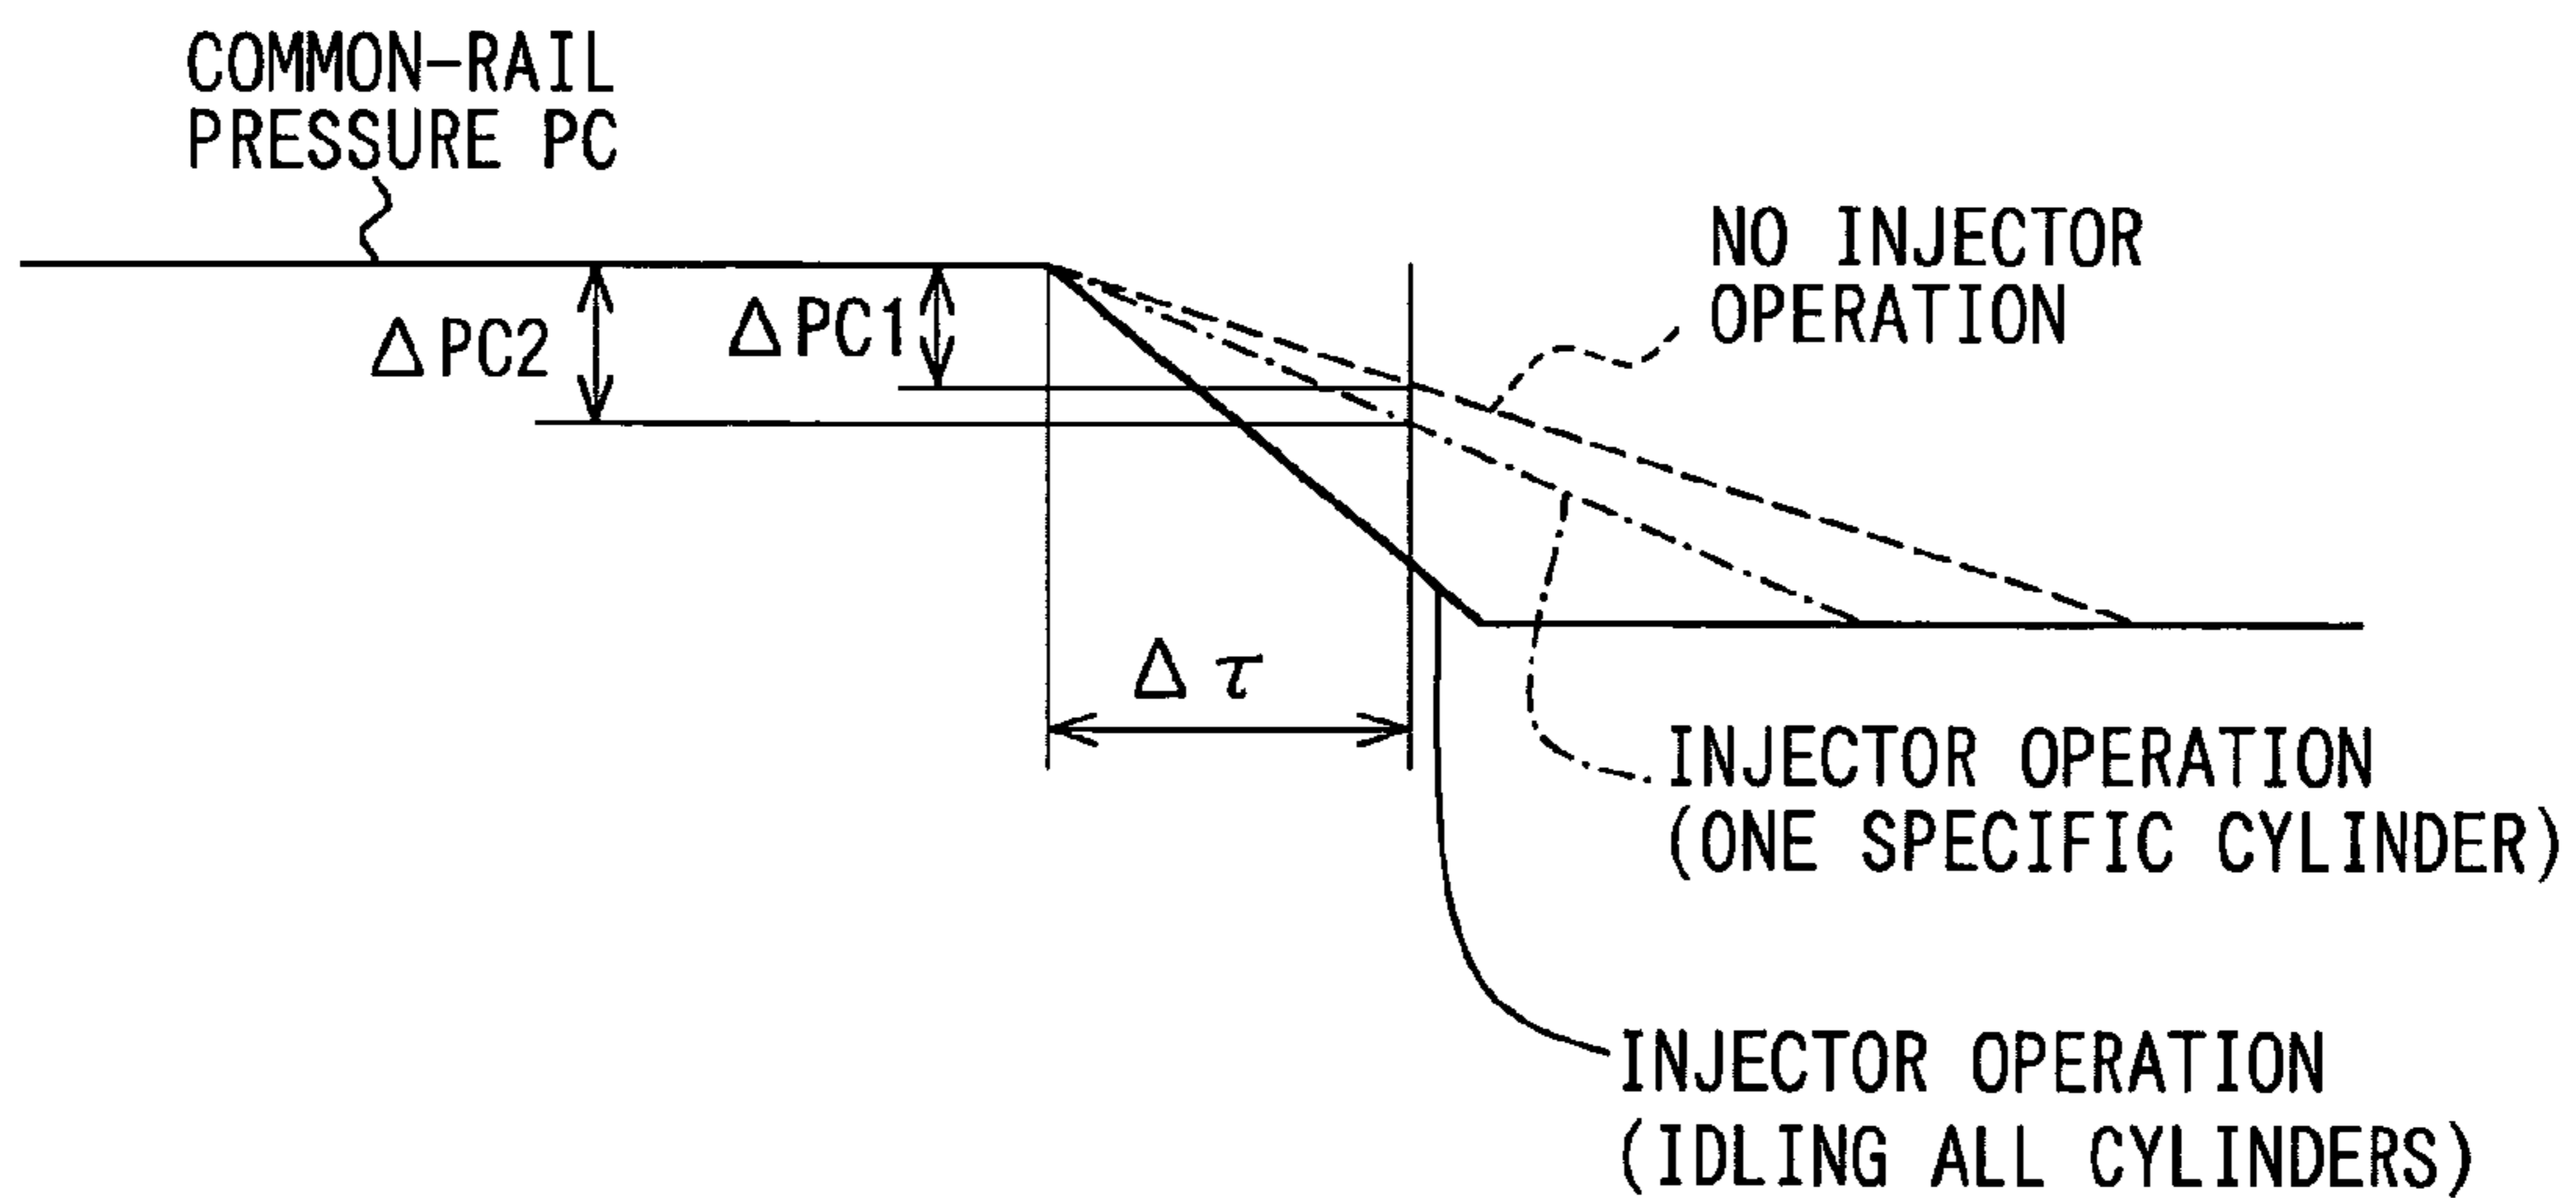 COMMON-RAIL
PRESSURE PC
NO INJECTOR
OPERATION
ΔPC2
ΔPC1
Δτ
INJECTOR OPERATION
(ONE SPECIFIC CYLINDER)
INJECTOR OPERATION
(IDLING ALL CYLINDERS)